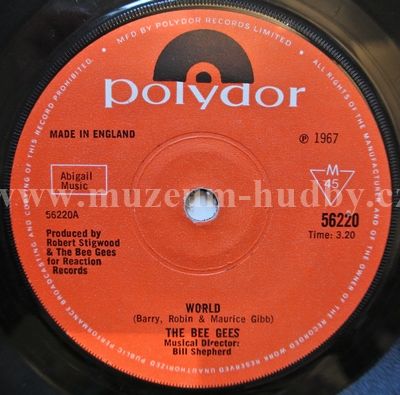 MFD BY POLYDOR RECORDS LIMITED
polydor
MADE IN ENGLAND
℗ 1967
Abigail
Music
M
45
www.muzeum-hudby.cz
56220A
56220
Time: 3.20
Produced by
Robert Stigwood
& The Bee Gees
for Reaction
Records
WORLD
(Barry, Robin & Maurice Gibb)
THE BEE GEES
Musical Director:
Bill Shepherd
ALL RIGHTS OF THE MANUFACTURER AND OF THE OWNER OF THE RECORDED WORK RESERVED UNAUTHORIZED PUBLIC PERFORMANCE BROADCASTING AND COPYING OF THIS RECORD PROHIBITED.